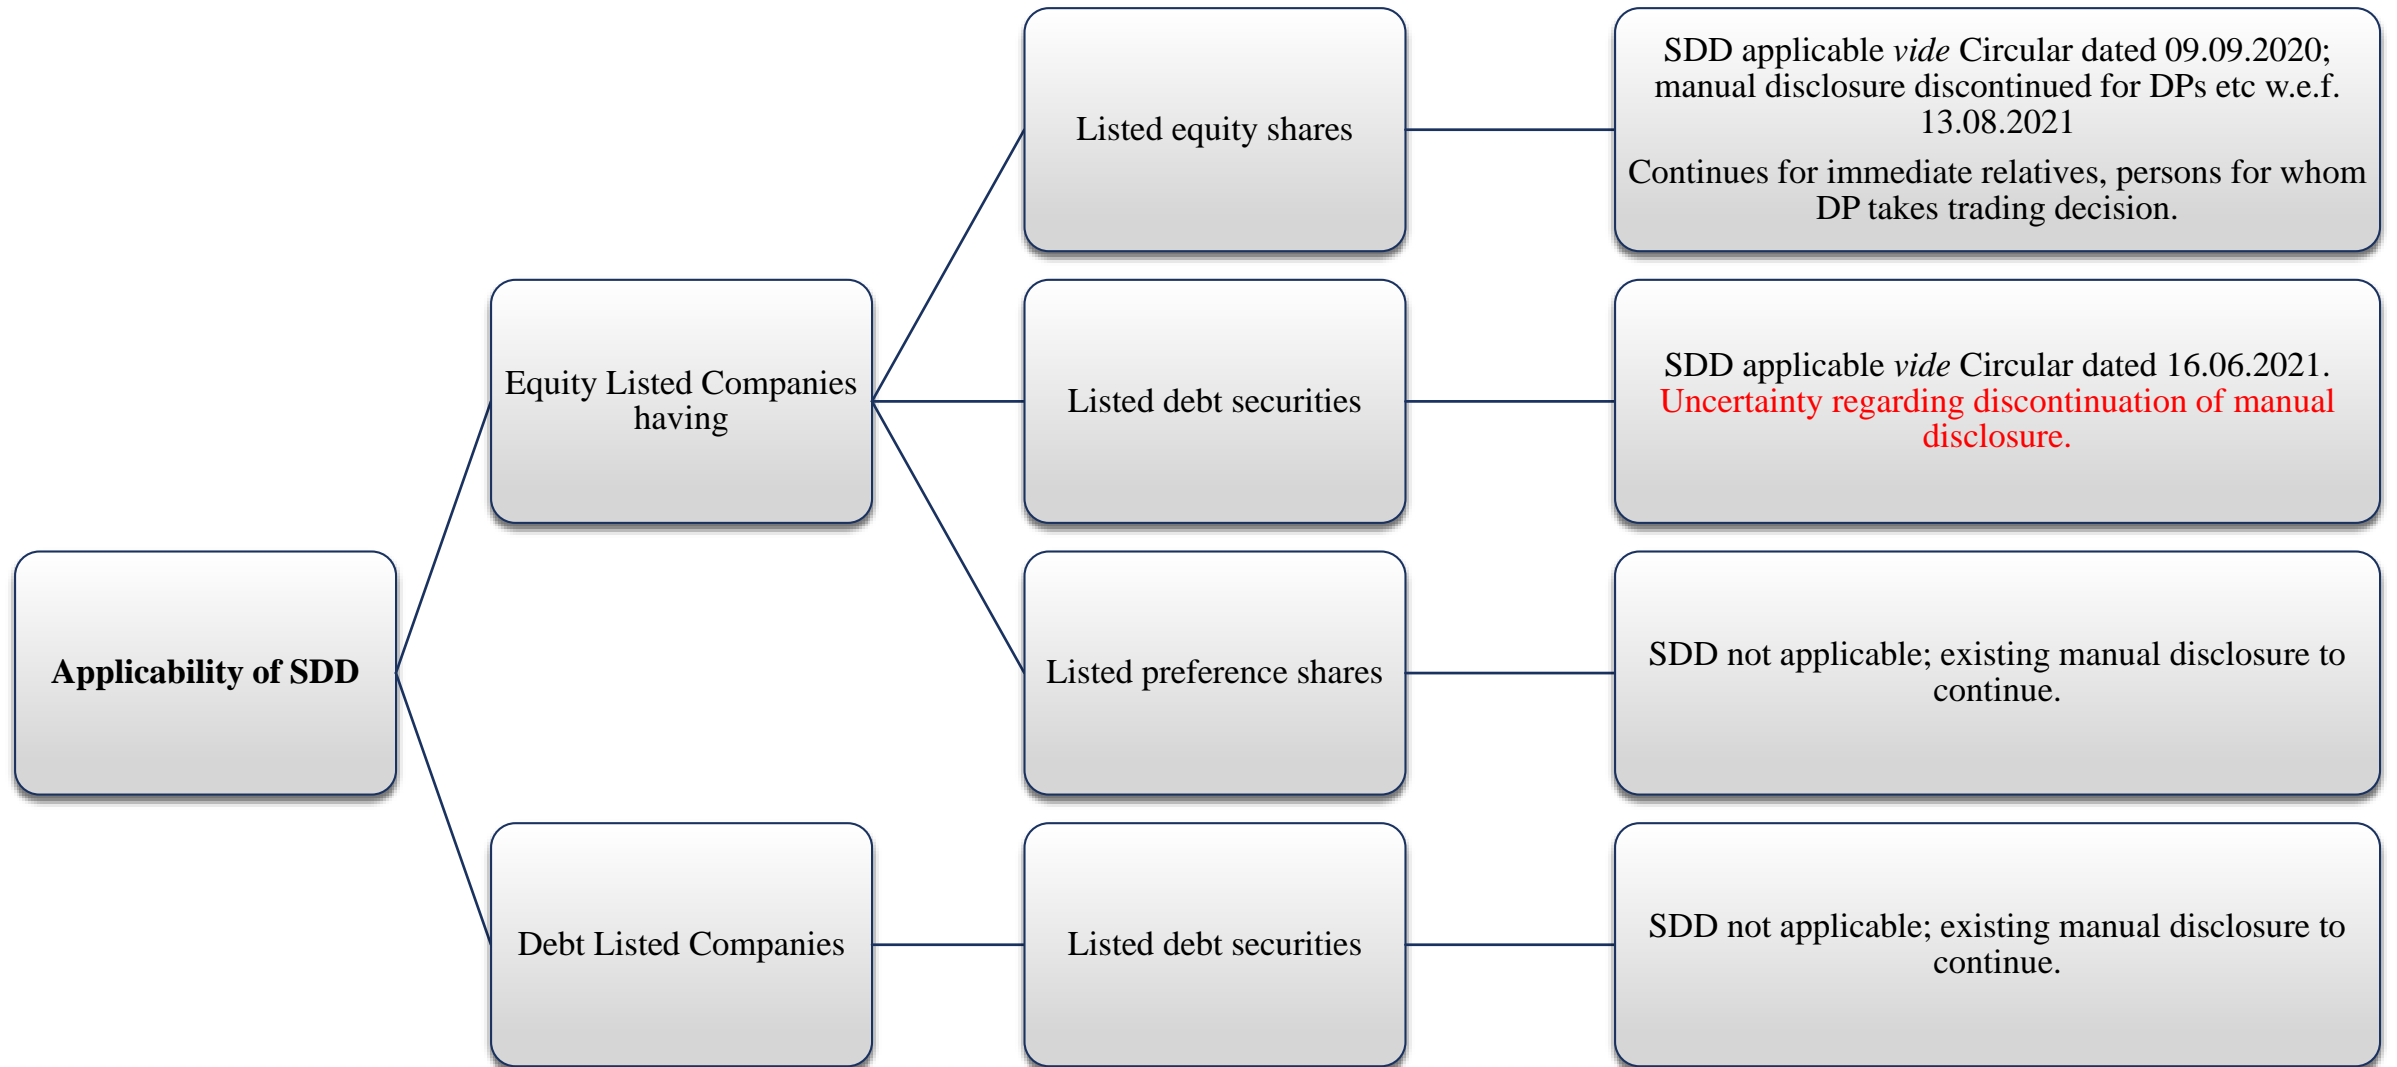 Applicability of SDD
Equity Listed Companies
having
Listed equity shares
SDD applicable vide Circular dated 09.09.2020;
manual disclosure discontinued for DPs etc w.e.f.
13.08.2021
Continues for immediate relatives, persons for whom
DP takes trading decision.
Listed debt securities
SDD applicable vide Circular dated 16.06.2021.
Uncertainty regarding discontinuation of manual
disclosure.
Listed preference shares
SDD not applicable; existing manual disclosure to
continue.
Debt Listed Companies
Listed debt securities
SDD not applicable; existing manual disclosure to
continue.